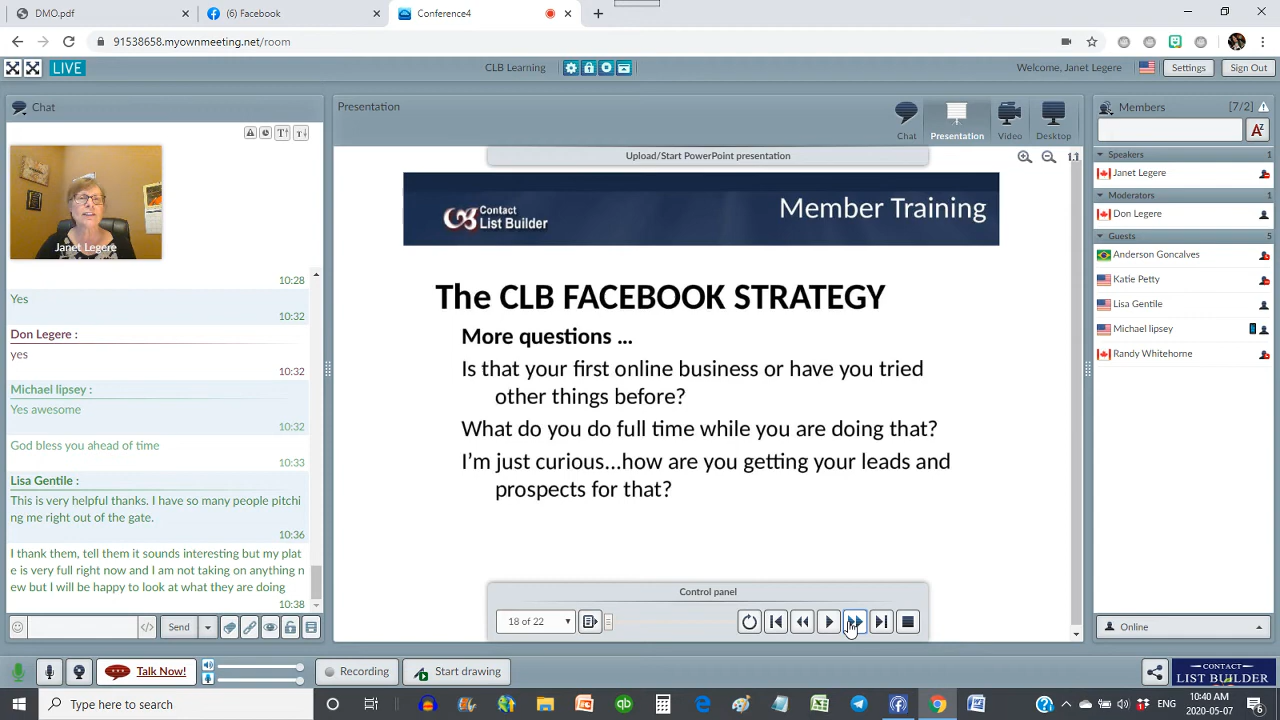 DMO.pdf
(6) Facebook
Conference4
91538658.myownmeeting.net/room
LIVE
CLB Learning
Welcome, Janet Legere
Settings
Sign Out
Chat
Janet Legere
10:28
Yes
10:32
Don Legere :
yes
10:32
Michael lipsey :
Yes awesome
10:32
God bless you ahead of time
10:33
Lisa Gentile :
This is very helpful thanks. I have so many people pitchi
ng me right out of the gate.
10:36
I thank them, tell them it sounds interesting but my plat
e is very full right now and I am not taking on anything n
ew but I will be happy to look at what they are doing
10:38
Send
Presentation
Chat
Presentation
Video
Desktop
Upload/Start PowerPoint presentation
1:1
Contact
List Builder
Member Training
The CLB FACEBOOK STRATEGY
More questions ...
Is that your first online business or have you tried
other things before?
What do you do full time while you are doing that?
I'm just curious...how are you getting your leads and
prospects for that?
Control panel
18 of 22
Members
[7/2]
Speakers
1
Janet Legere
Moderators
1
Don Legere
Guests
5
Anderson Goncalves
Katie Petty
Lisa Gentile
Michael lipsey
Randy Whitehorne
Online
Talk Now!
Recording
Start drawing
CONTACT
LIST BUILDER
Type here to search
10:40 AM
2020-05-07
6